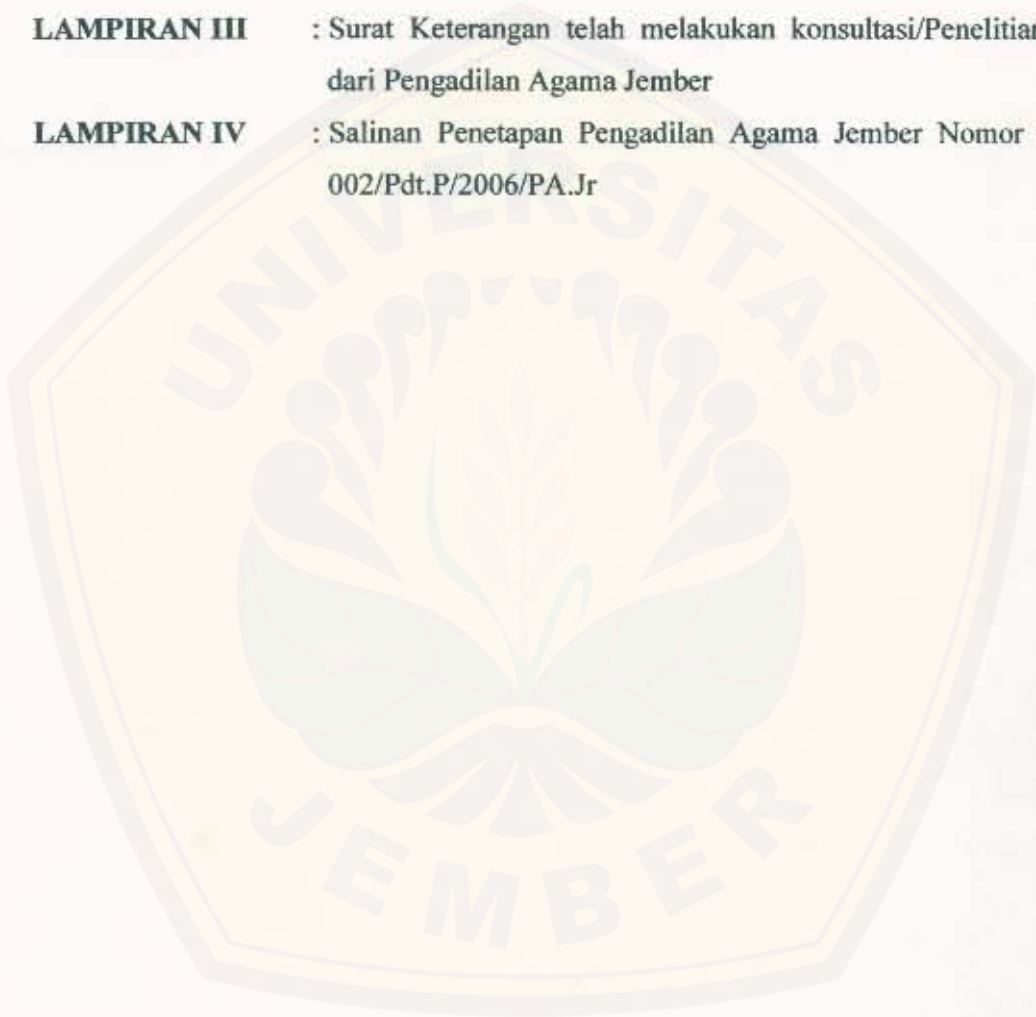 LAMPIRAN III : Surat Keterangan telah melakukan konsultasi/Penelitian
dari Pengadilan Agama Jember
LAMPIRAN IV : Salinan Penetapan Pengadilan Agama Jember Nomor
002/Pdt.P/2006/PA.Jr
UNIVERSITAS
JEMBER